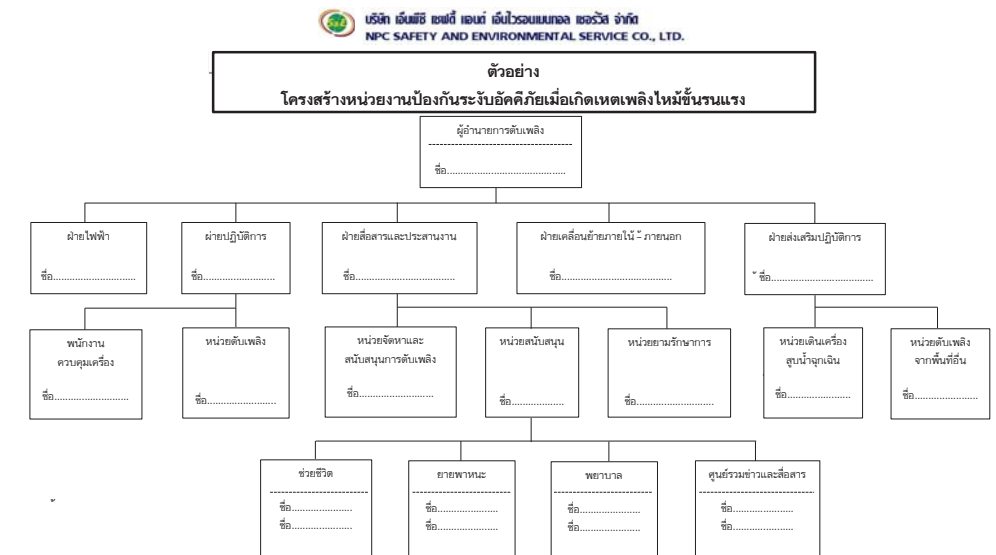 บริษัท เอ็นพีซี เซฟตี้ แอนด์ เอ็นไวรอนเมนทอล เซอร์วิส จำกัด
NPC SAFETY AND ENVIRONMENTAL SERVICE CO., LTD.
ตัวอย่าง
โครงสร้างหน่วยงานป้องกันระงับอัคคีภัยเมื่อเกิดเหตเพลิงไหม้ขั้นรนแรง
ผู้อำนายการดับเพลิง
ชื่อ
ฝ่ายไฟฟ้า
ชื่อ
ผ่ายปฏิบัติการ
ชื่อ
ฝ่ายสื่อสารและประสานงาน
ชื่อ
ฝ่ายเคลื่อนย้ายภายใน้ - ภายนอก
ชื่อ
ฝ่ายส่งเสริมปฏิบัติการ
ชื่อ
พนักงาน
ควบคุมเครื่อง
ชื่อ
หน่วยดับเพลิง
ชื่อ
หน่วยจัดหาและ
สนับสนุนการดับเพลิง
ชื่อ
หน่วยสนับสนุน
ชื่อ
หน่วยยามรักษาการ
ชื่อ
หน่วยเดินเครื่อง
สูบน้ำฉุกเฉิน
ชื่อ
หน่วยดับเพลิง
จากพื้นที่อื่น
ชื่อ
ช่วยชีวิต
ชื่อ
ชื่อ
ยายพาหนะ
ชื่อ
ชื่อ
พยาบาล
ชื่อ
ชื่อ
ศูนย์รวมข่าวและสื่อสาร
ชื่อ
ชื่อ